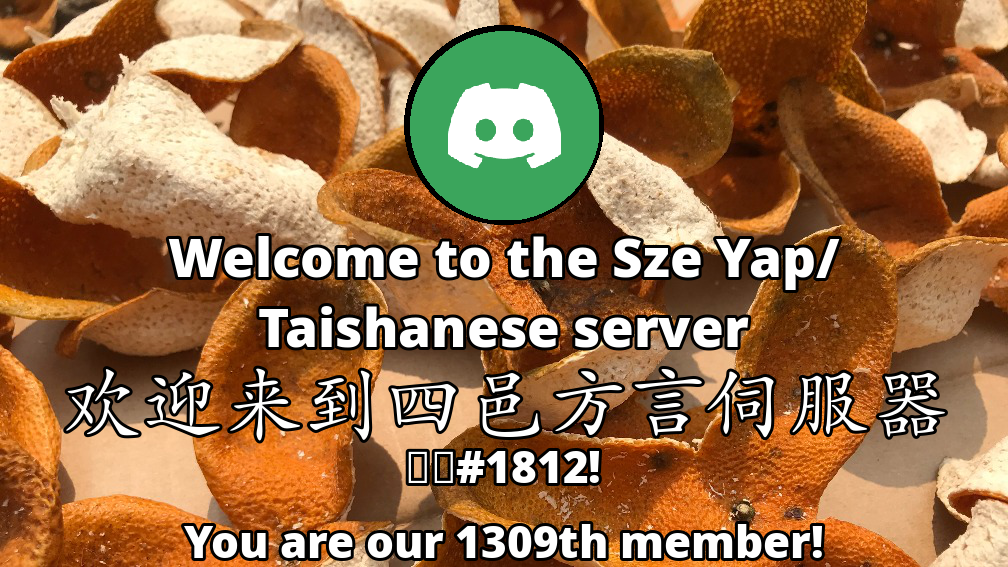 Welcome to the Sze Yap/
Taishanese server
欢迎来到四邑方言伺服器
#1812!
You are our 1309th member!